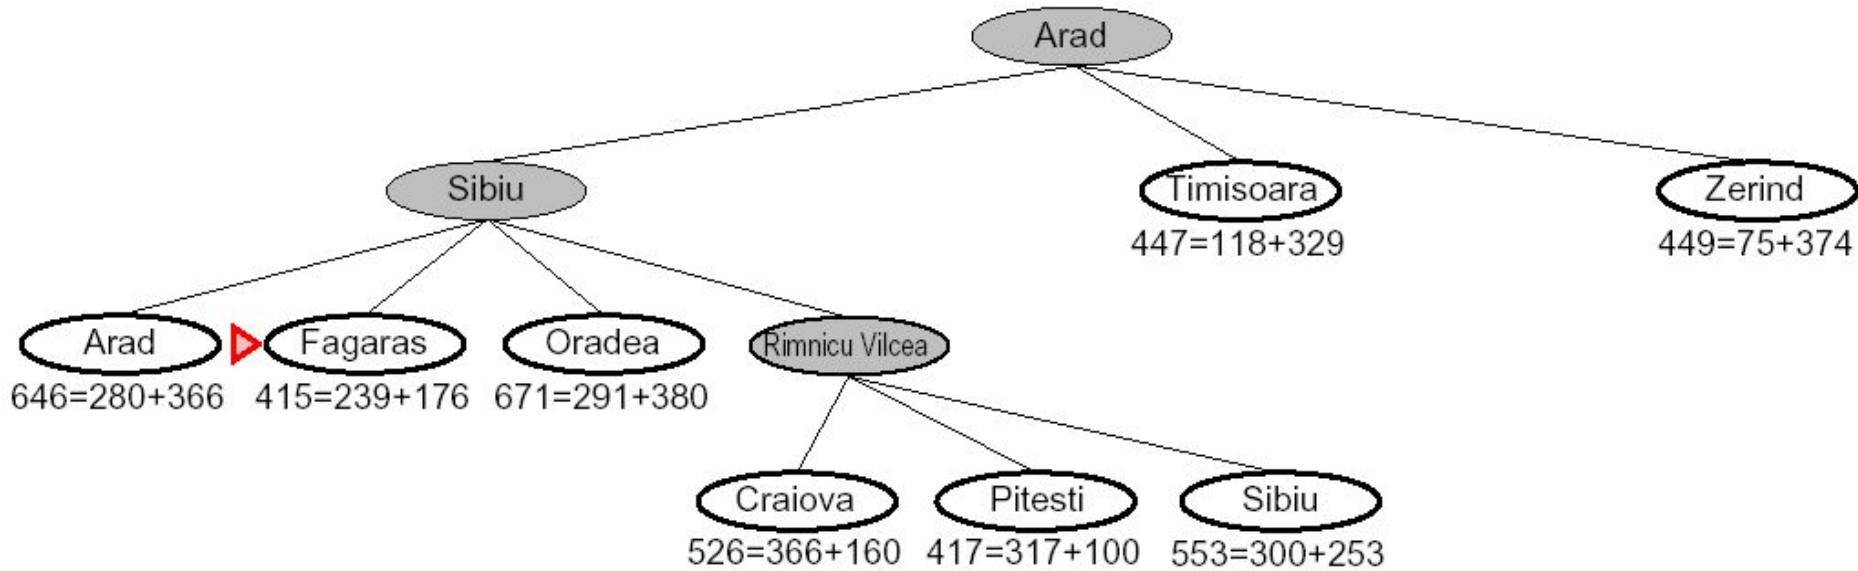 Arad
Sibiu Timisoara Zerind
447=118+329 449=75+374
Arad Fagaras Oradea Rimnicu Vilcea
646=280+366 415=239+176 671=291+380
Craiova Pitesti Sibiu
526=366+160 417=317+100 553=300+253